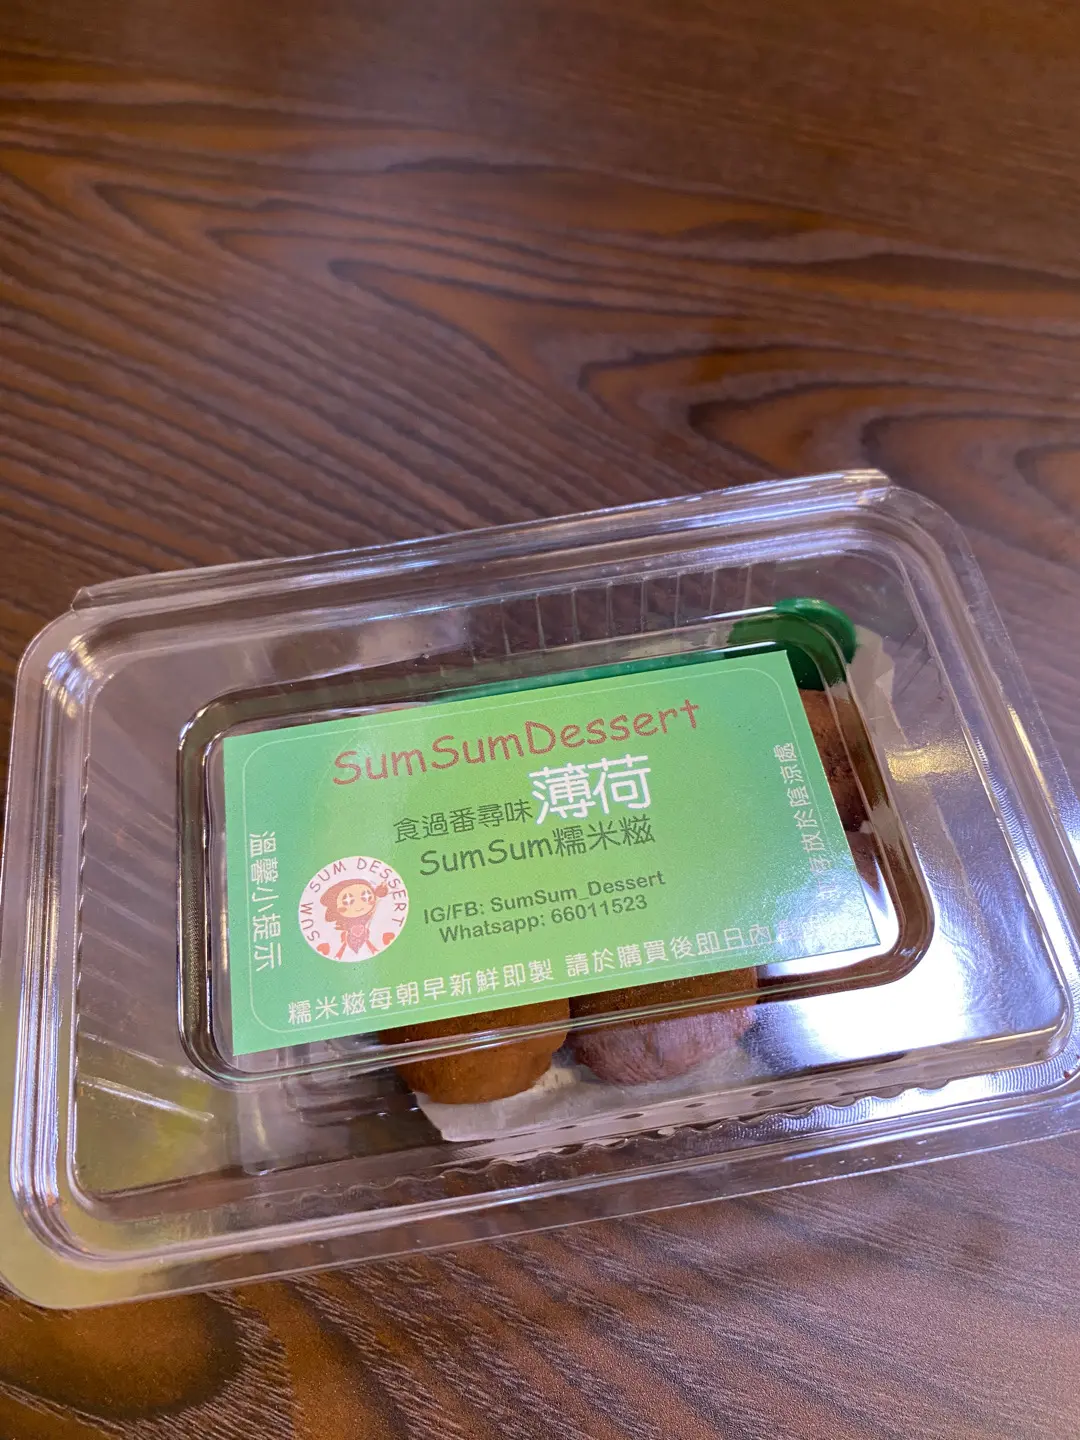 SumSumDessert
食過番尋味薄荷
SumSum糯米糍
IG/FB: SumSum_Dessert
Whatsapp: 66011523
SUM SUM DESSERT
溫馨小提示
糯米糍每朝早新鮮即製 請於購買後即日內
存放於陰涼處